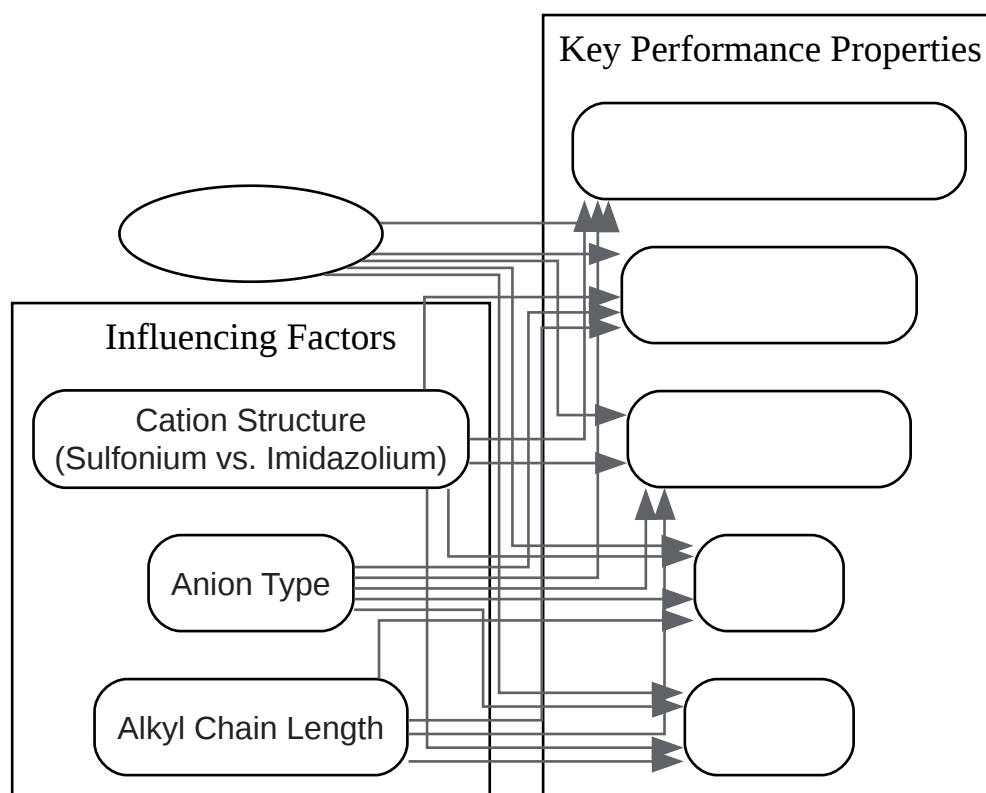 Key Performance Properties
Influencing Factors
Cation Structure
(Sulfonium vs. Imidazolium)
Anion Type
Alkyl Chain Length